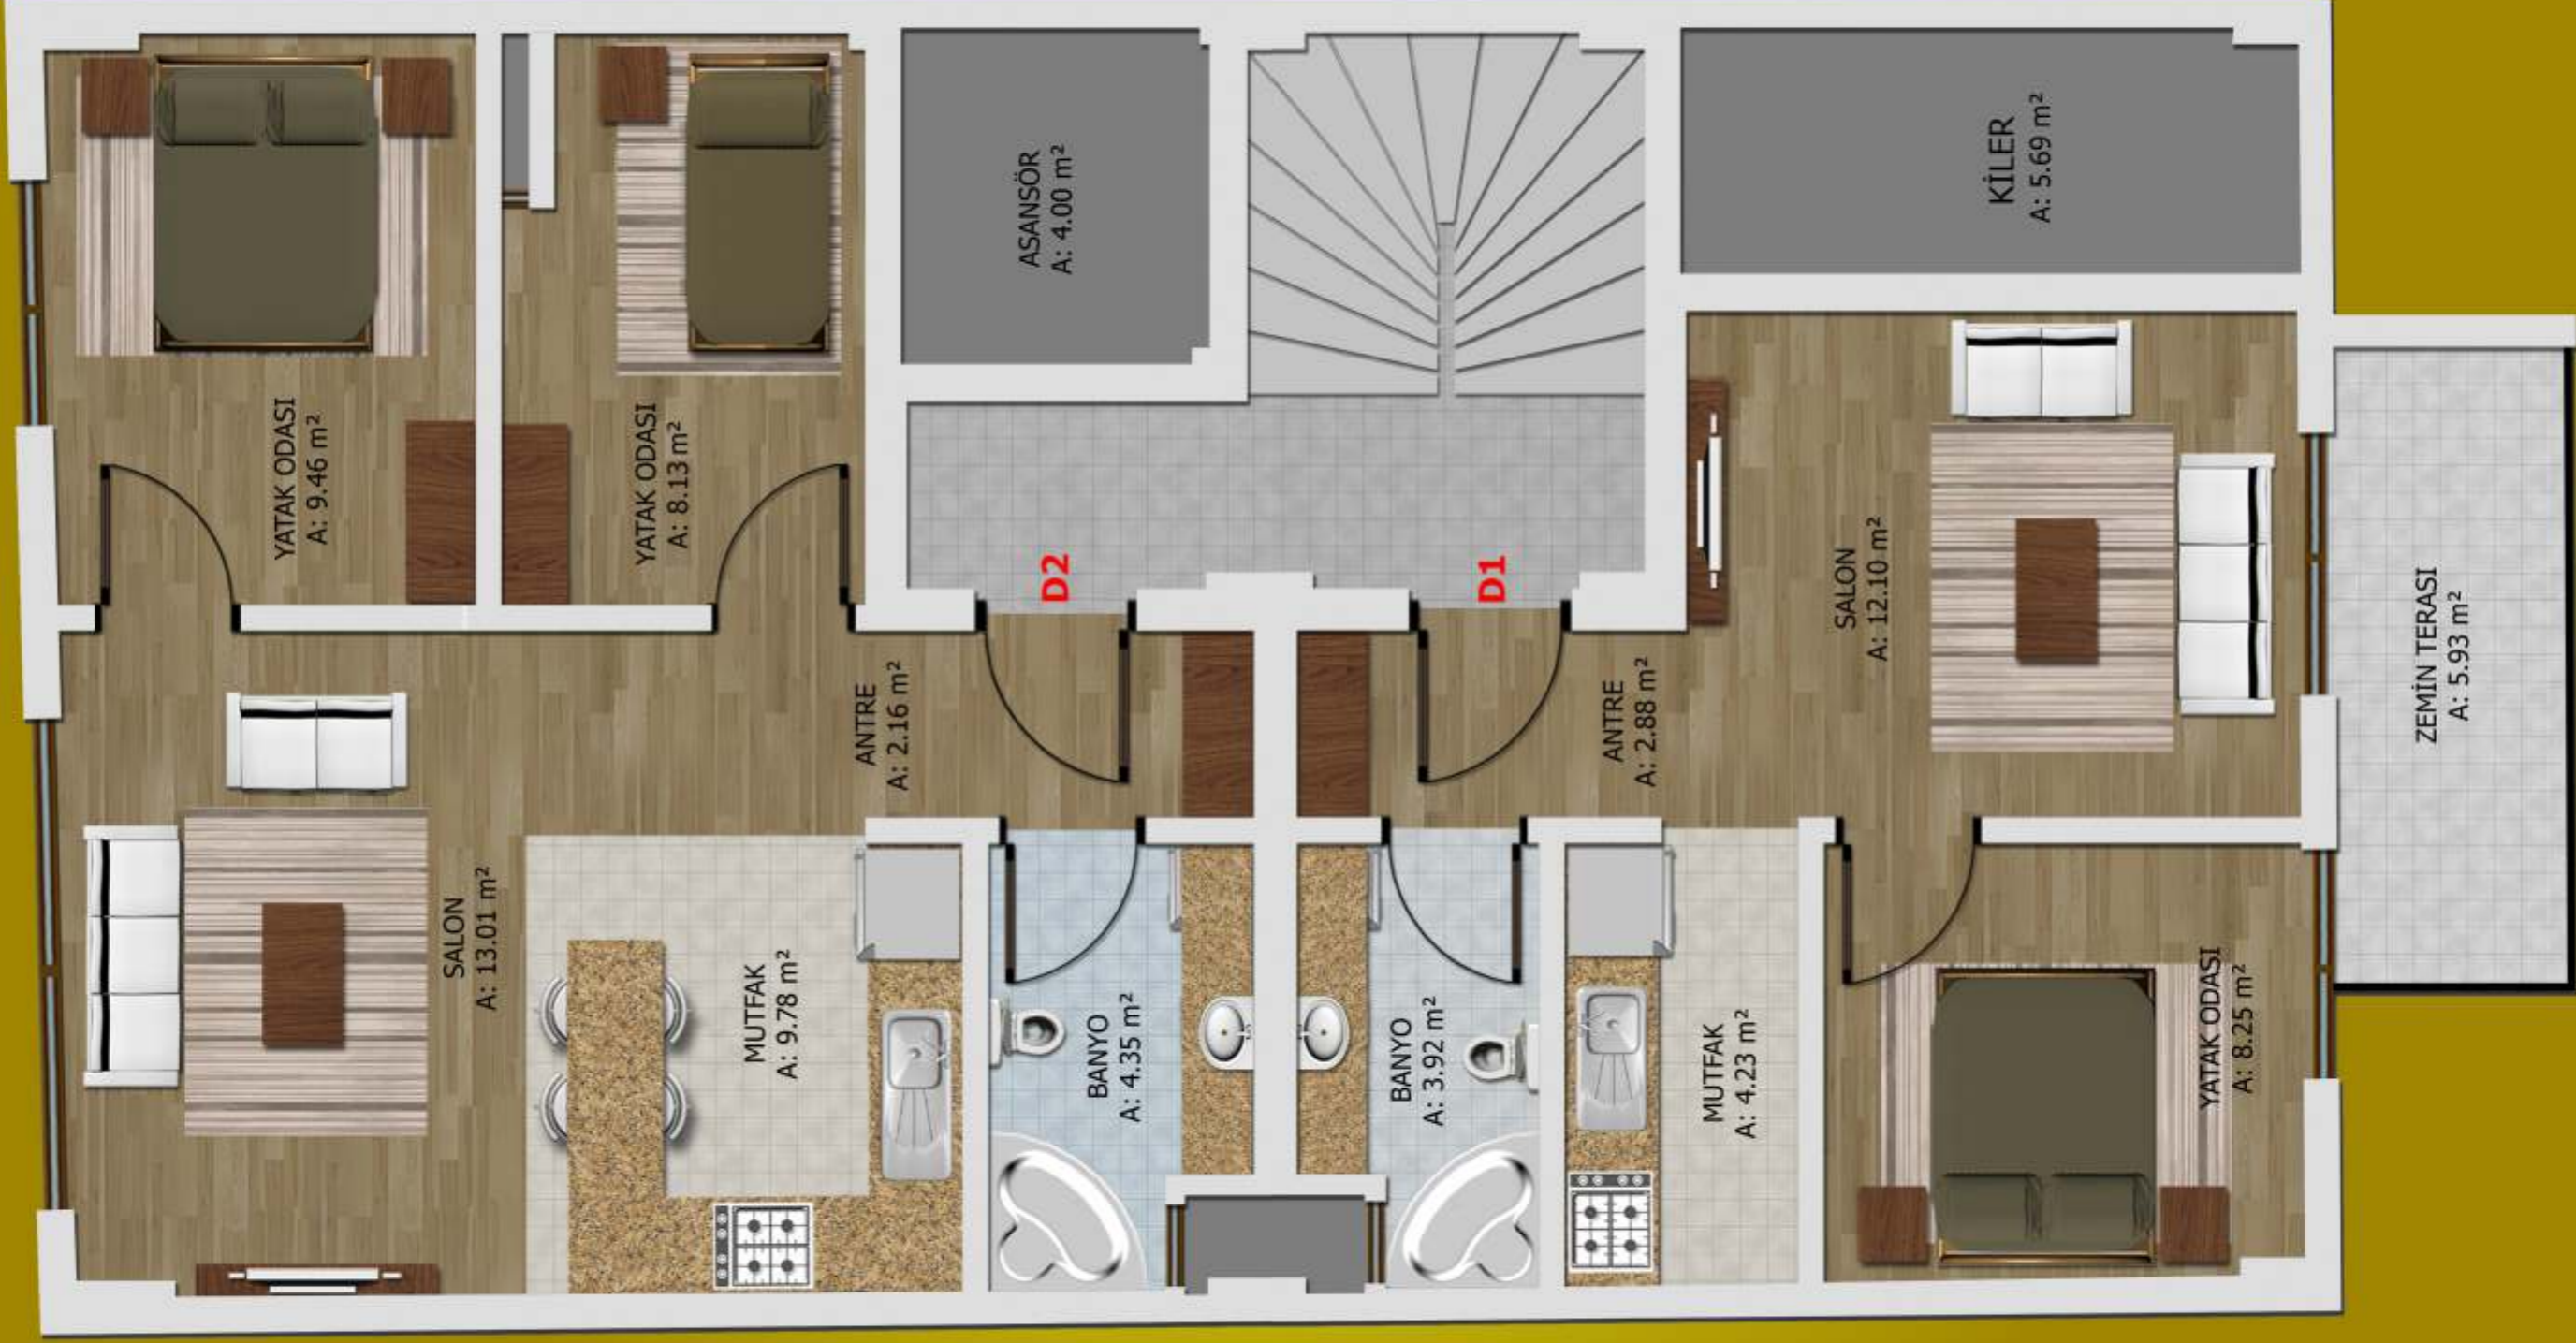 YATAK ODASI
A: 9.46 m²
YATAK ODASI
A: 8.13 m²
ASANSÖR
A: 4.00 m²
KİLER
A: 5.69 m²
D2
D1
SALON
A: 12.10 m²
ZEMİN TERASI
A: 5.93 m²
ANTRE
A: 2.16 m²
ANTRE
A: 2.88 m²
SALON
A: 13.01 m²
MUTFAK
A: 9.78 m²
BANYO
A: 4.35 m²
BANYO
A: 3.92 m²
MUTFAK
A: 4.23 m²
YATAK ODASI
A: 8.25 m²